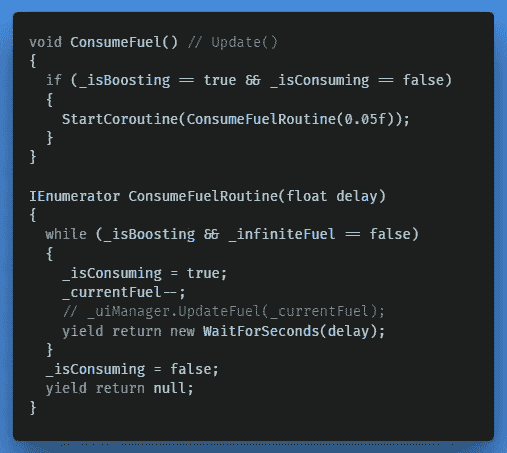 void ConsumeFuel() // Update()
{
  if (_isBoosting == true && _isConsuming == false)
  {
    StartCoroutine(ConsumeFuelRoutine(0.05f));
  }
}

IEnumerator ConsumeFuelRoutine(float delay)
{
  while (_isBoosting && _infiniteFuel == false)
  {
    _isConsuming = true;
    _currentFuel--;
    // _uiManager.UpdateFuel(_currentFuel);
    yield return new WaitForSeconds(delay);
  }
  _isConsuming = false;
  yield return null;
}